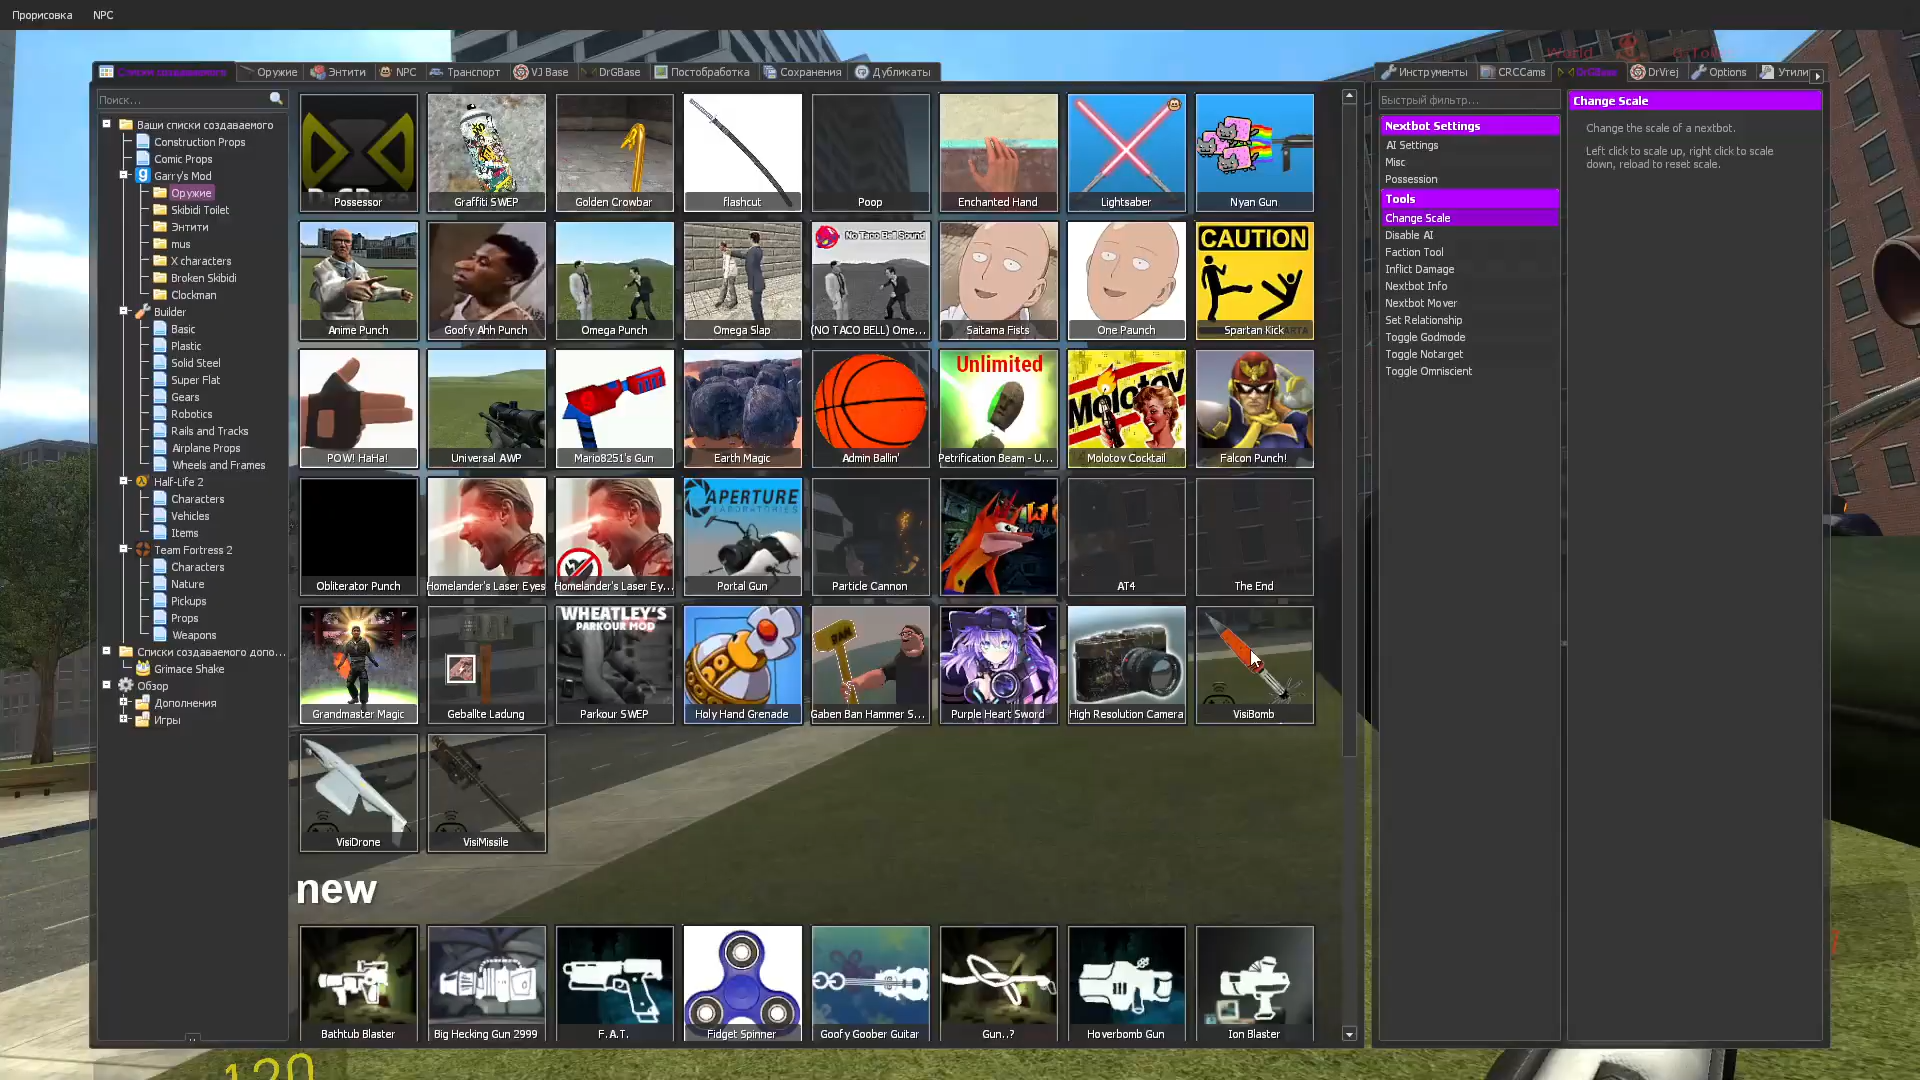 Прорисовка NPC
Списки создаваемого Оружие Энтити NPC Транспорт VJ Base DrGBase Постобработка Сохранения Дубликаты
Инструменты CRCCams DrGBase DrVrej Options Утили
Поиск...
Ваши списки создаваемого
Construction Props
Comic Props
Garry's Mod
Оружие
Skibidi Toilet
Энтити
mus
X characters
Broken Skibidi
Clockman
Builder
Basic
Plastic
Solid Steel
Super Flat
Gears
Robotics
Rails and Tracks
Airplane Props
Wheels and Frames
Half-Life 2
Characters
Vehicles
Items
Team Fortress 2
Characters
Nature
Pickups
Props
Weapons
Списки создаваемого допо...
Grimace Shake
Обзор
Дополнения
Игры
Possessor Graffiti SWEP Golden Crowbar flashcut Poop Enchanted Hand Lightsaber Nyan Gun
No Taco Bell Sound
CAUTION
Anime Punch Goofy Ahh Punch Omega Punch Omega Slap (NO TACO BELL) Ome... Saitama Fists One Paunch Spartan Kick
Unlimited
Molotov
POW! HaHa! Universal AWP Mario8251's Gun Earth Magic Admin Ballin' Petrification Beam - U... Molotov Cocktail Falcon Punch!
APERTURE
LABORATORIES
Obliterator Punch Homelander's Laser Eyes Homelander's Laser Ey... Portal Gun Particle Cannon AT4 The End
WHEATLEY'S
PARKOUR MOD
BAN
Grandmaster Magic Geballte Ladung Parkour SWEP Holy Hand Grenade Gaben Ban Hammer S... Purple Heart Sword High Resolution Camera VisiBomb
VisiDrone VisiMissile
new
Bathtub Blaster Big Hecking Gun 2999 F.A.T. Fidget Spinner Goofy Goober Guitar Gun..? Hoverbomb Gun Ion Blaster
Быстрый фильтр...
Nextbot Settings
AI Settings
Misc
Possession
Tools
Change Scale
Disable AI
Faction Tool
Inflict Damage
Nextbot Info
Nextbot Mover
Set Relationship
Toggle Godmode
Toggle Notarget
Toggle Omniscient
Change Scale
Change the scale of a nextbot.
Left click to scale up, right click to scale
down, reload to reset scale.
120